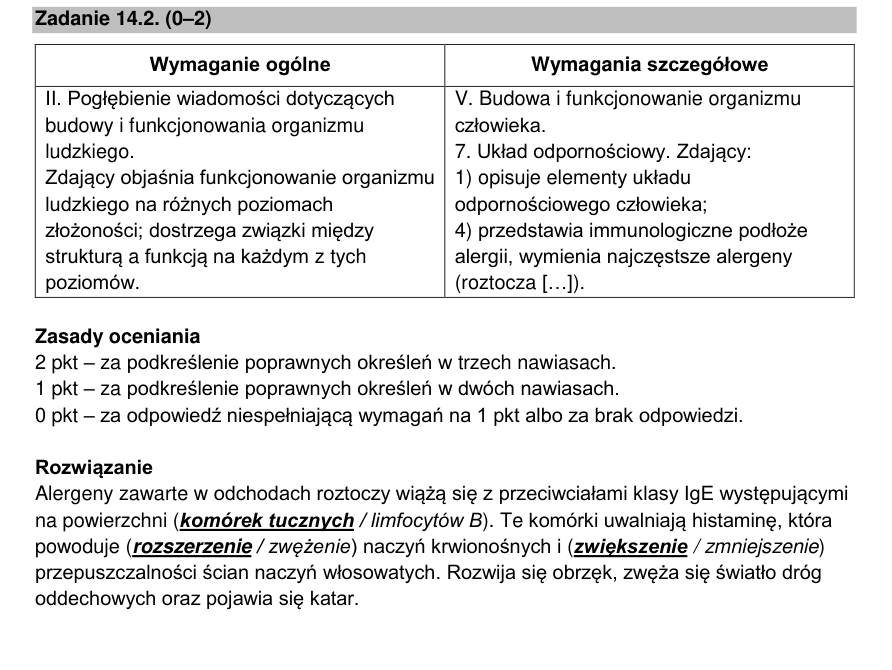 Zadanie 14.2. (0–2)
Wymaganie ogólne
Wymagania szczegółowe
II. Pogłębienie wiadomości dotyczących
budowy i funkcjonowania organizmu
ludzkiego.
Zdający objaśnia funkcjonowanie organizmu
ludzkiego na różnych poziomach
złożoności; dostrzega związki między
strukturą a funkcją na każdym z tych
poziomów.
V. Budowa i funkcjonowanie organizmu
człowieka.
7. Układ odpornościowy. Zdający:
1) opisuje elementy układu
odpornościowego człowieka;
4) przedstawia immunologiczne podłoże
alergii, wymienia najczęstsze alergeny
(roztocza […]).
Zasady oceniania
2 pkt – za podkreślenie poprawnych określeń w trzech nawiasach.
1 pkt – za podkreślenie poprawnych określeń w dwóch nawiasach.
0 pkt – za odpowiedź niespełniającą wymagań na 1 pkt albo za brak odpowiedzi.
Rozwiązanie
Alergeny zawarte w odchodach roztoczy wiążą się z przeciwciałami klasy IgE występującymi
na powierzchni (komórek tucznych / limfocytów B). Te komórki uwalniają histaminę, która
powoduje (rozszerzenie / zwężenie) naczyń krwionośnych i (zwiększenie / zmniejszenie)
przepuszczalności ścian naczyń włosowatych. Rozwija się obrzęk, zwęża się światło dróg
oddechowych oraz pojawia się katar.